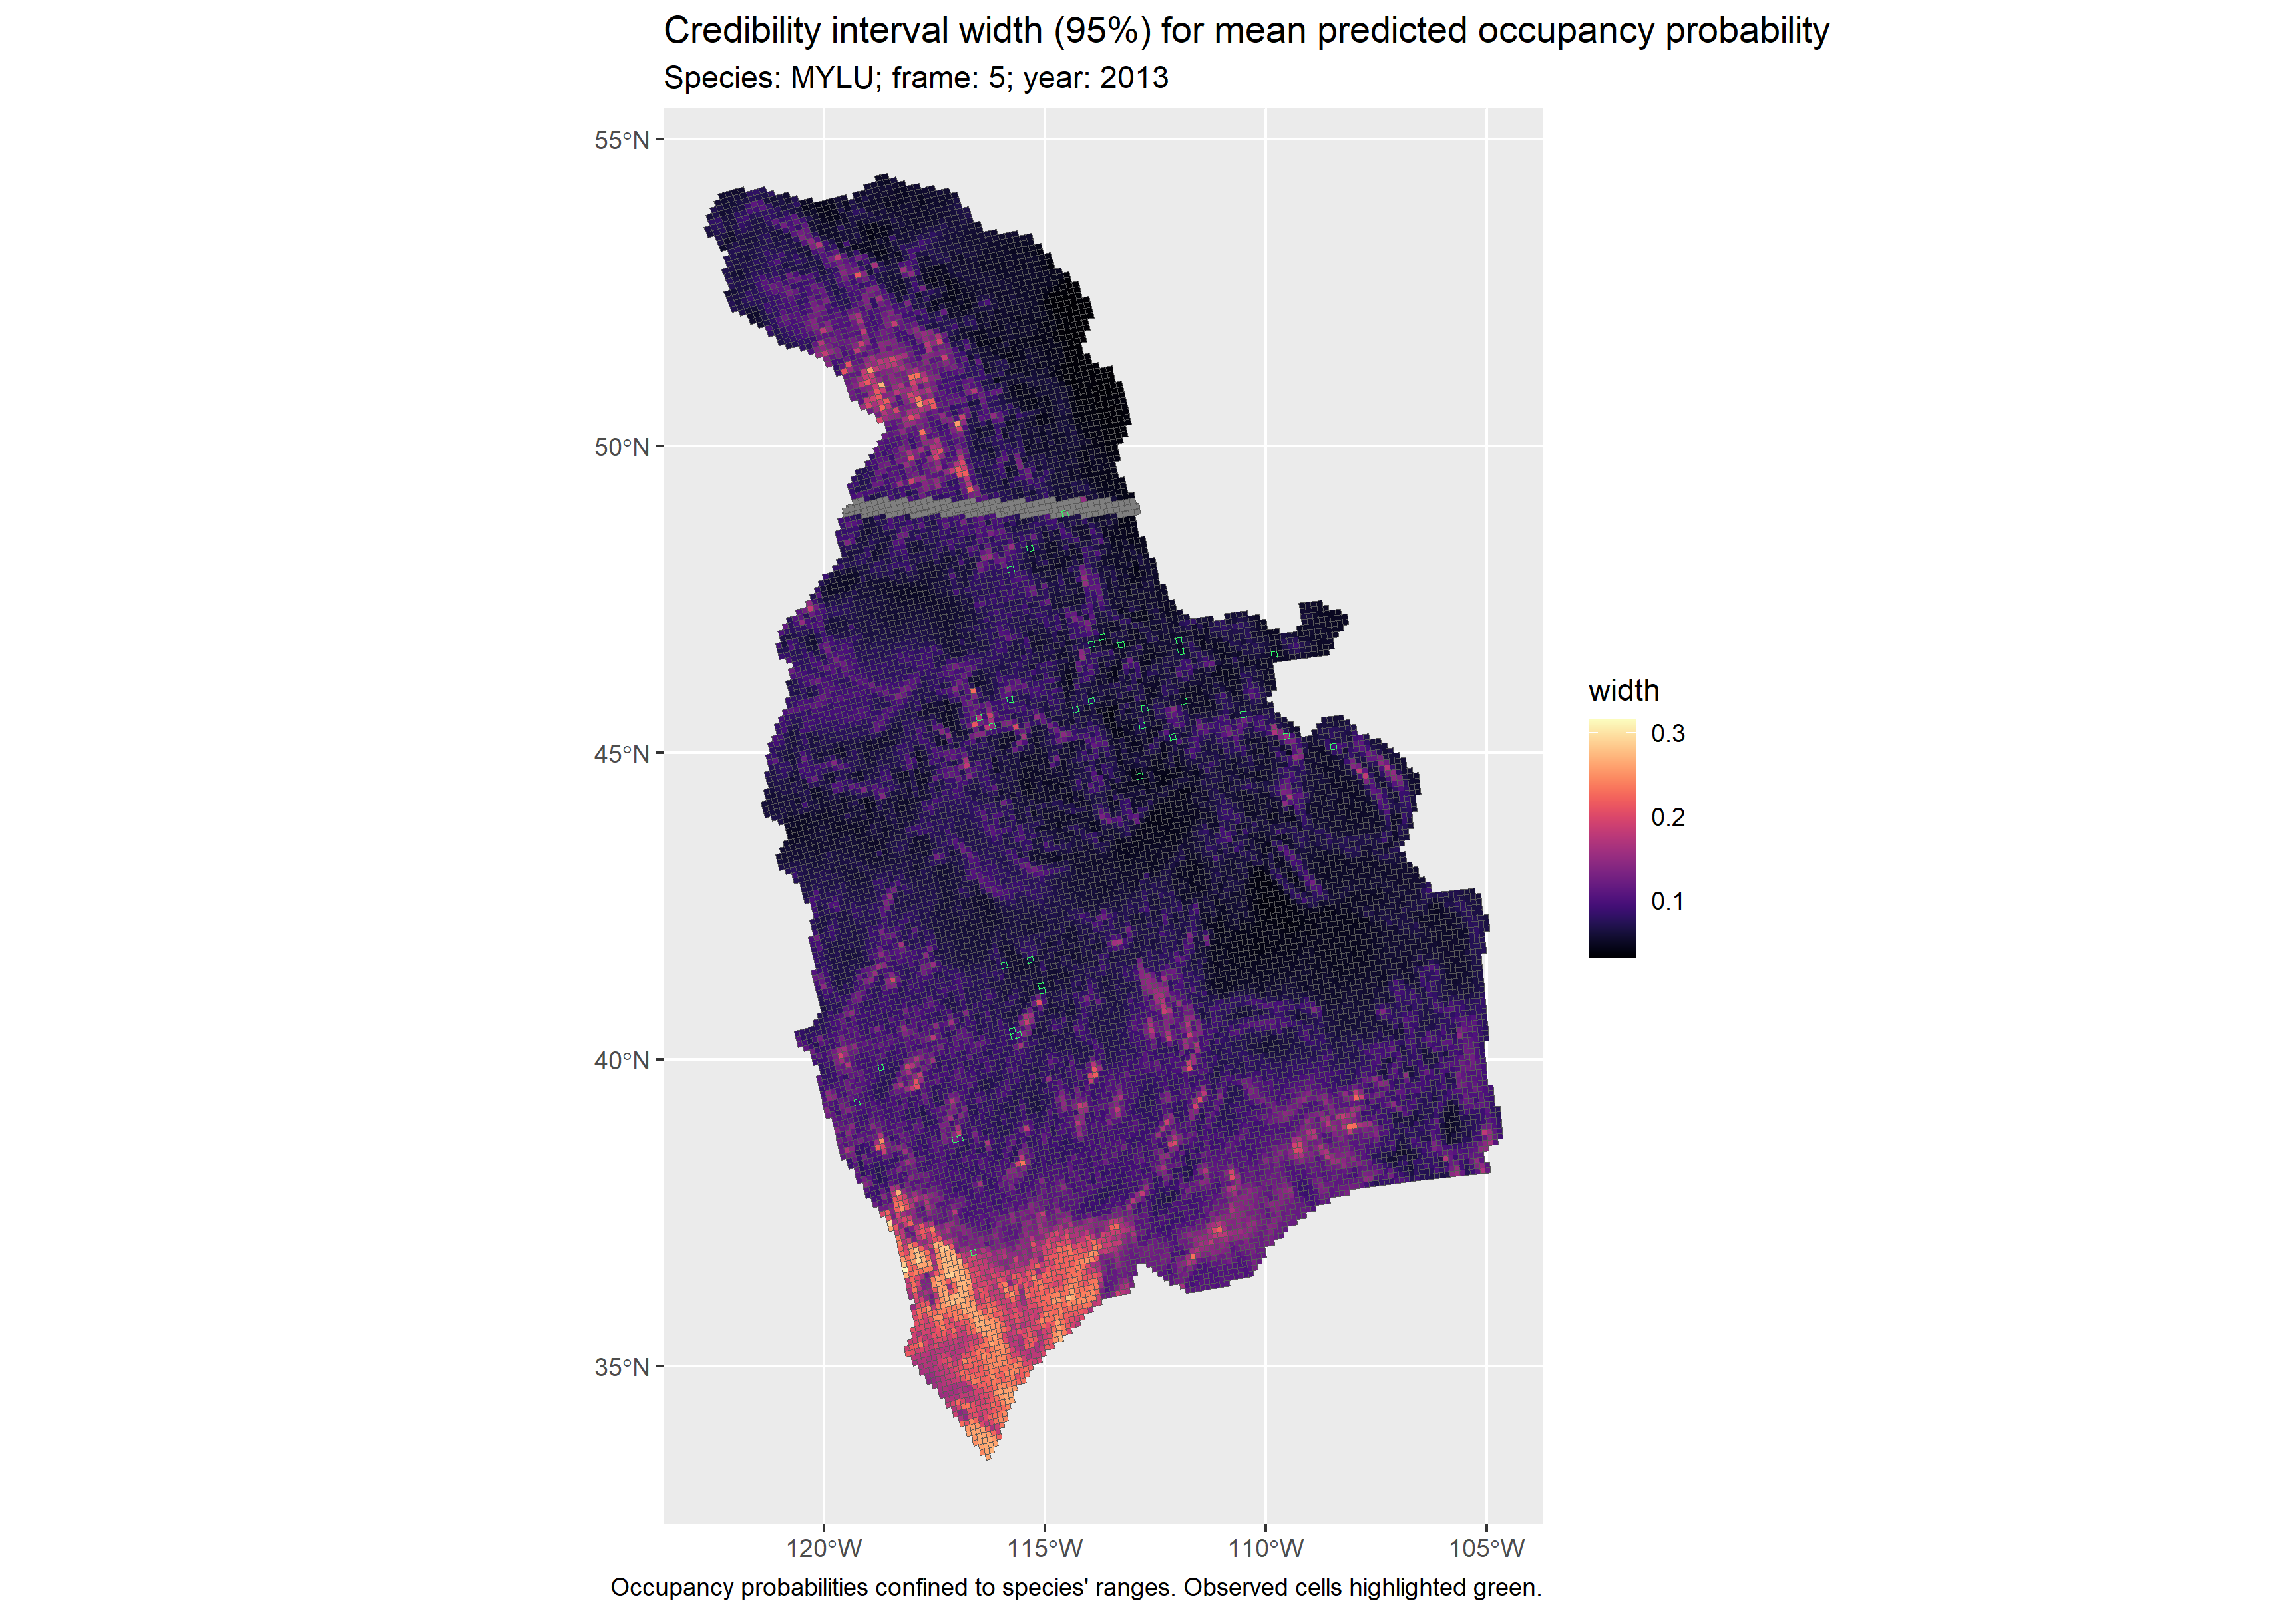 Credibility interval width (95%) for mean predicted occupancy probability
Species: MYLU; frame: 5; year: 2013
55°N
50°N
45°N
40°N
35°N
120°W
115°W
110°W
105°W
width
0.3
0.2
0.1
Occupancy probabilities confined to species' ranges. Observed cells highlighted green.